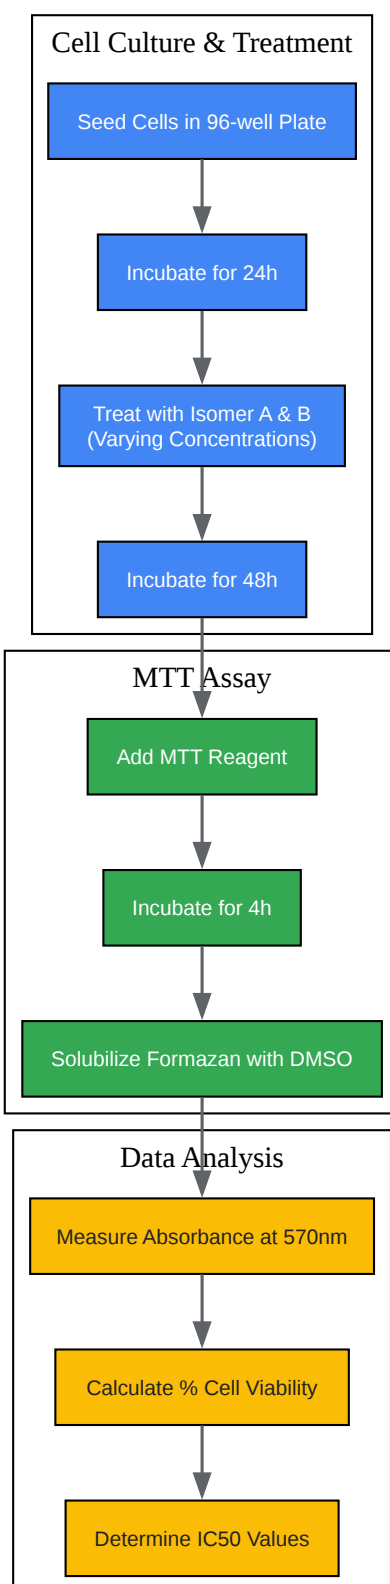 Cell Culture & Treatment
Seed Cells in 96-well Plate
Incubate for 24h
Treat with Isomer A & B
(Varying Concentrations)
Incubate for 48h
MTT Assay
Add MTT Reagent
Incubate for 4h
Solubilize Formazan with DMSO
Data Analysis
Measure Absorbance at 570nm
Calculate % Cell Viability
Determine IC50 Values